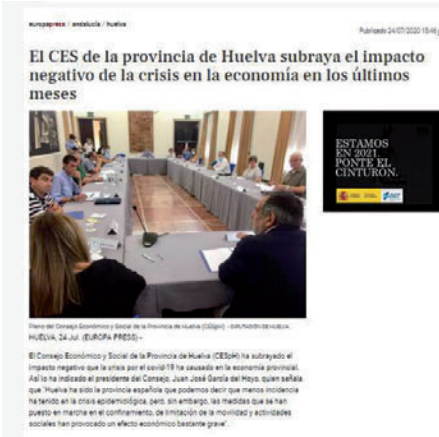 europapress / andalucía / huelva
Publicado 24/07/2020 15:46
El CES de la provincia de Huelva subraya el impacto
negativo de la crisis en la economía en los últimos
meses
ESTAMOS
EN 2021
PONTE EL
CINTURÓN.
Pleno del Consejo Económico y Social de la Provincia de Huelva (CESpH) - DIPUTACIÓN DE HUELVA
HUELVA, 24 Jul. (EUROPA PRESS) -
El Consejo Económico y Social de la Provincia de Huelva (CESpH) ha subrayado el
impacto negativo que la crisis por el covid-19 ha causado en la economía provincial.
Así lo ha indicado el presidente del Consejo, Juan José García del Hoyo, quien señala
que "Huelva ha sido la provincia española que podemos decir que menos incidencia
ha tenido en la crisis epidemiológica, pero, sin embargo, las medidas que se han
puesto en marcha en el confinamiento, de limitación de la movilidad y actividades
sociales han provocado un efecto económico bastante grave".